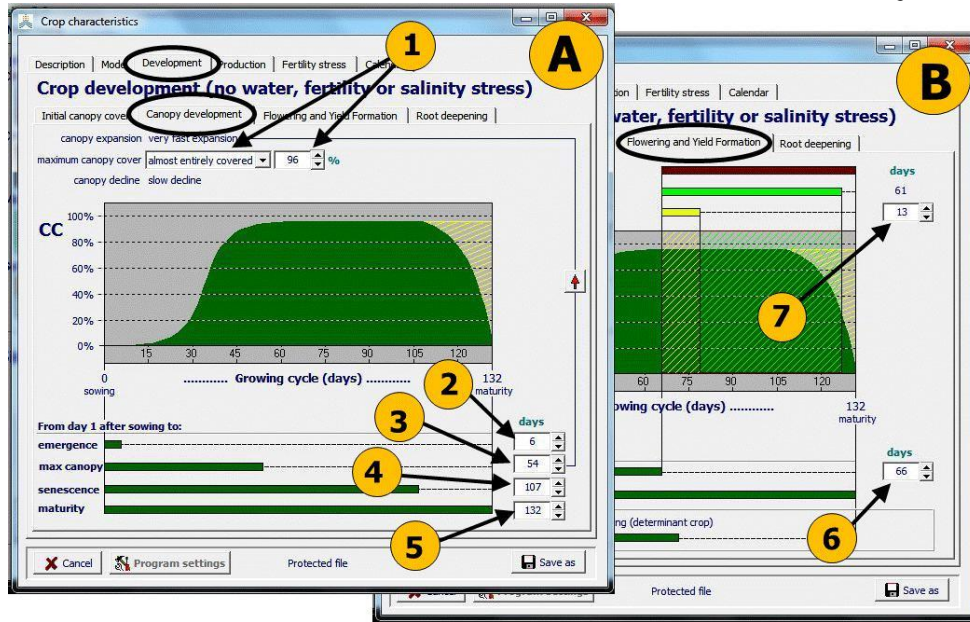 Crop characteristics
A
1
Description | Mode Development Production | Fertility stress | Cale
Crop development (no water, fertility or salinity stress)
Initial canopy cove Canopy development Flowering and Yield Formation | Root deepening |
canopy expansion very fast expansion
maximum canopy cover almost entirely covered 96 %
canopy decline slow decline
CC
100%
80%
60%
40%
20%
0%
15 30 45 60 75 90 105 120
0 ............ Growing cycle (days) ............ 132
sowing maturity
2
3
4
5
From day 1 after sowing to:
days
emergence 6
max canopy 54
senescence 107
maturity 132
Cancel Program settings Protected file Save as
B
on | Fertility stress | Calendar |
water, fertility or salinity stress)
Flowering and Yield Formation Root deepening |
days
61
13
7
60 75 90 105 120
owing cycle (days) ............ 132
maturity
days
66
6
ng (determinant crop)
Protected file Save as